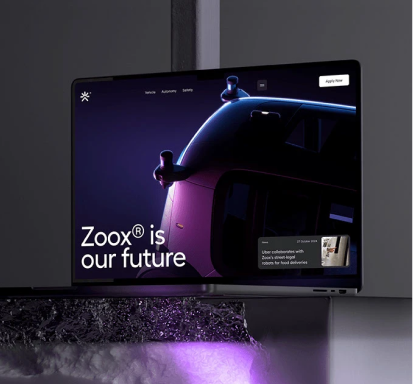 Vehicle Autonomy Safety
Apply Now
Zoox® is
our future
News
27 October 2025
Uber collaborates with
Zoox's street-legal
robots for food deliveries